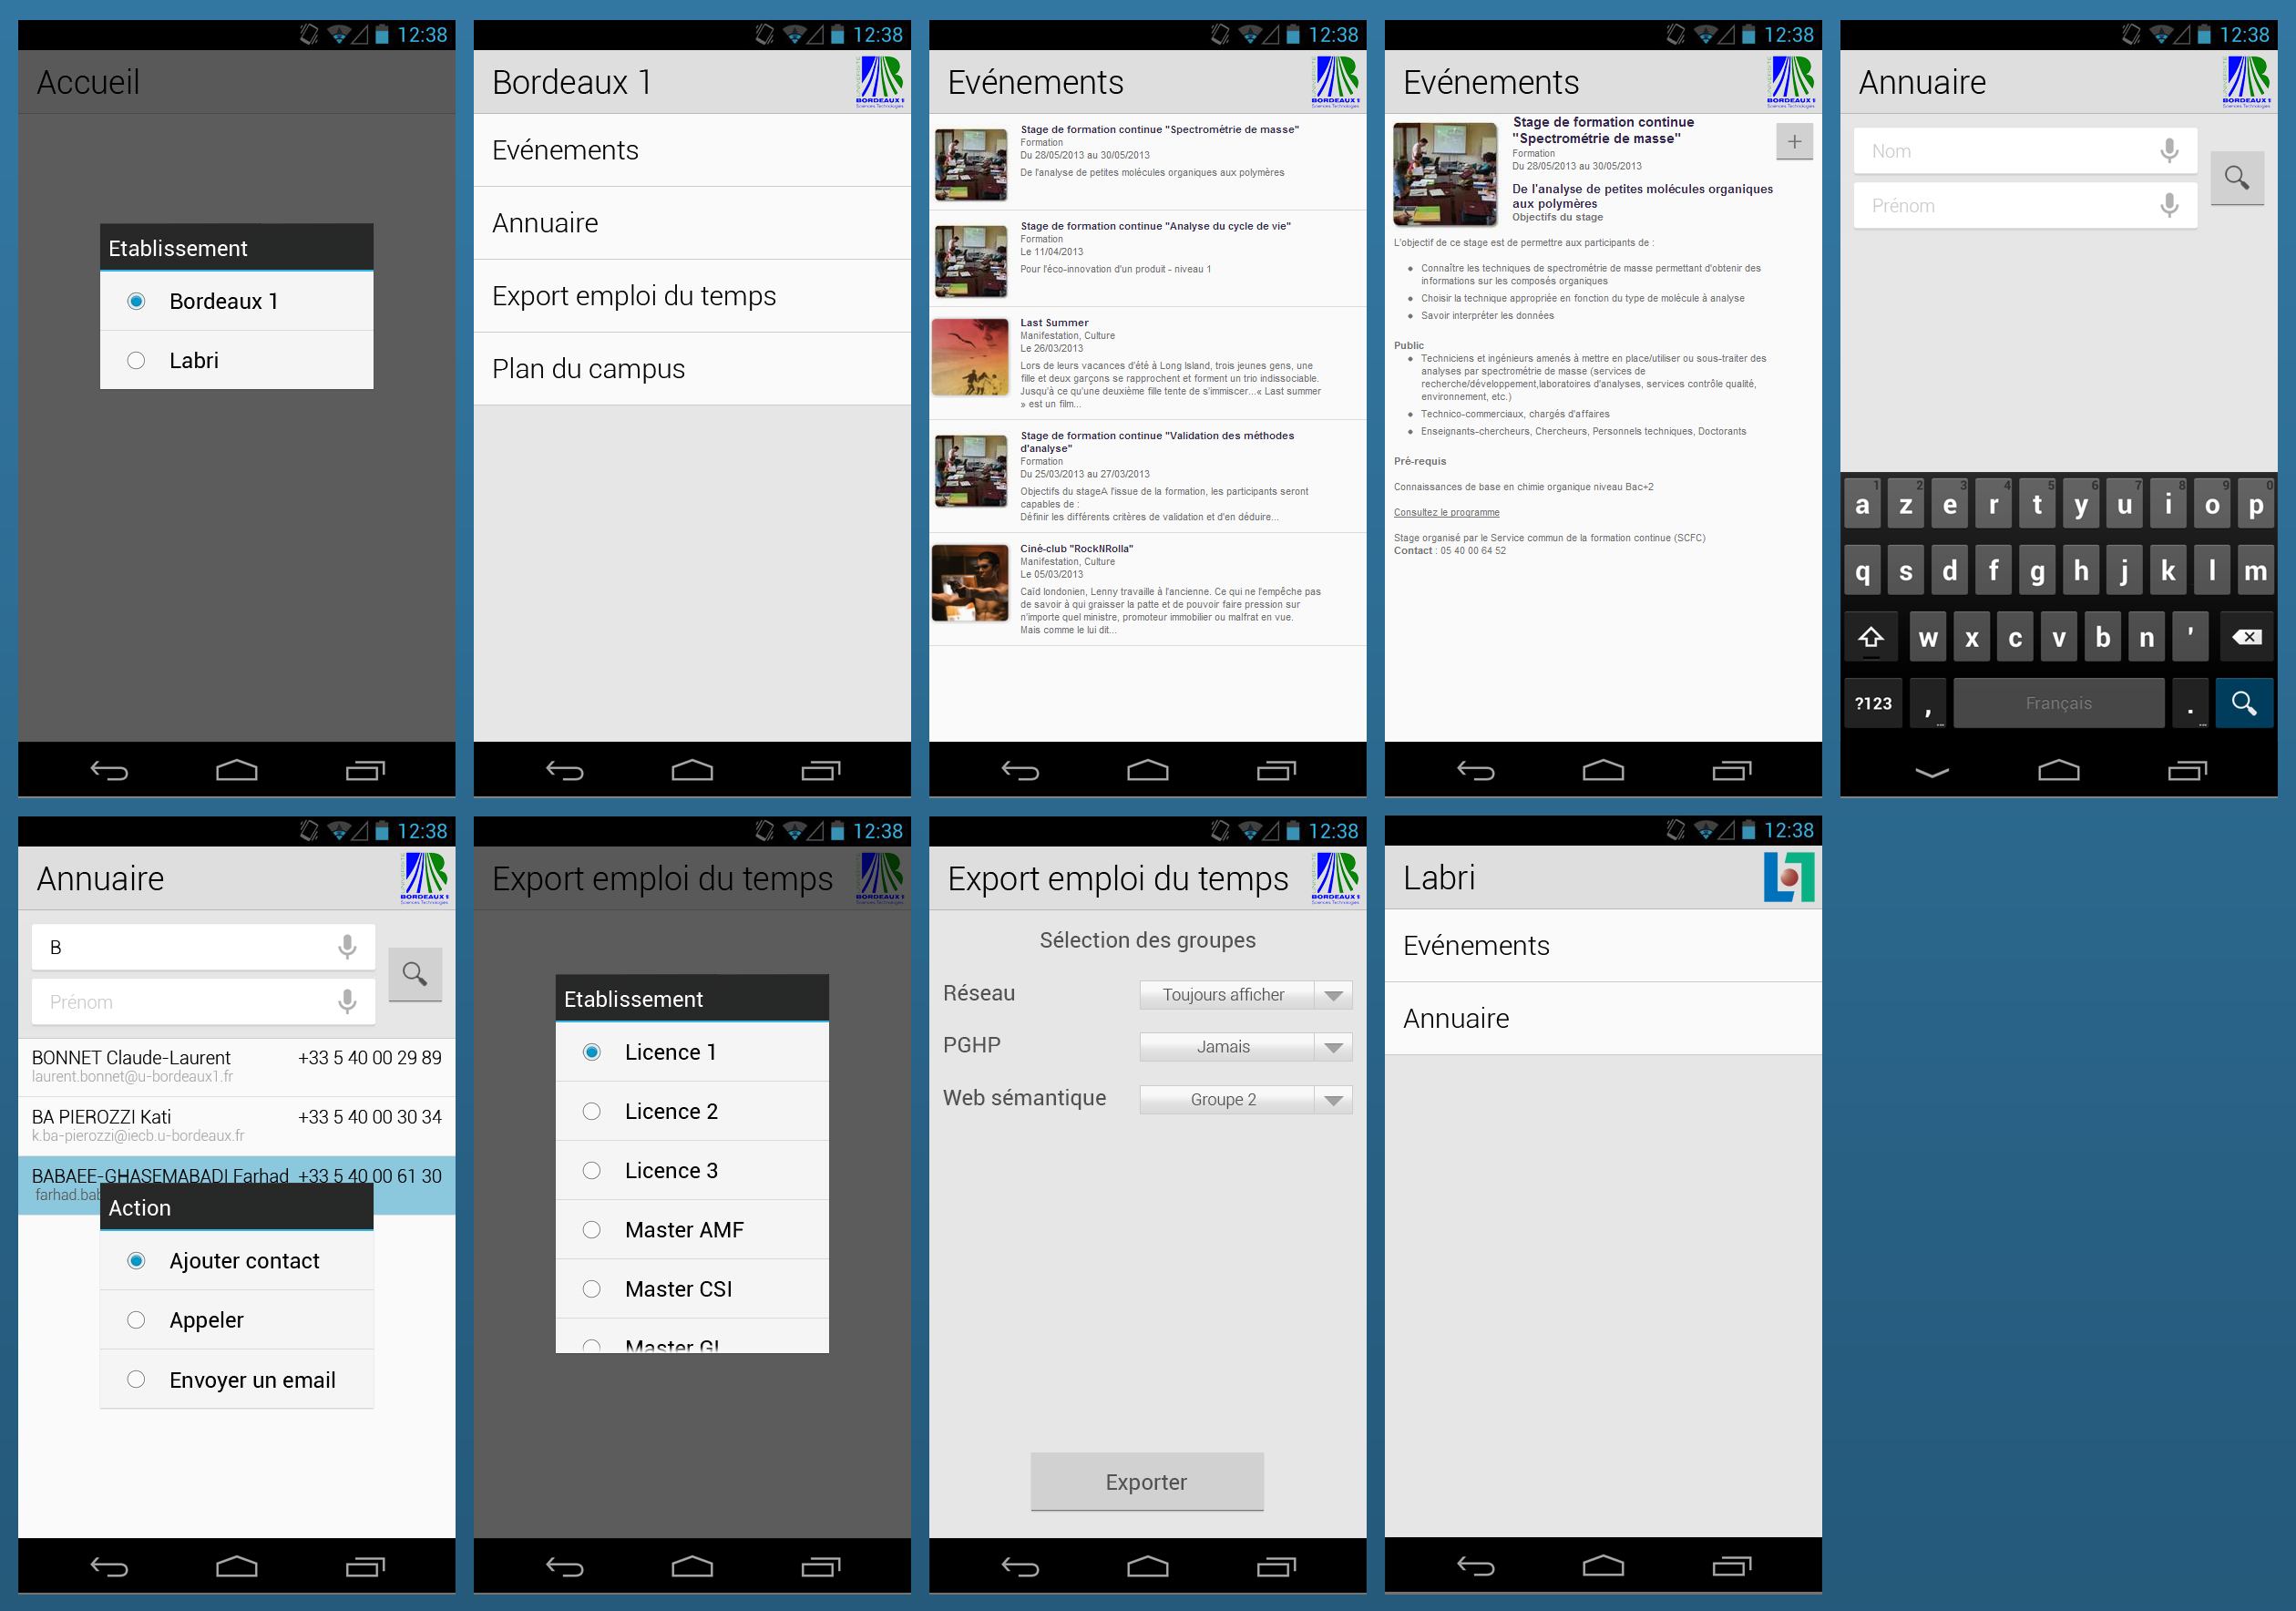 12:38
Accueil
Etablissement
Bordeaux 1
Labri
12:38
Bordeaux 1
UNIVERSITE
BORDEAUX 1
Sciences Technologies
Evénements
Annuaire
Export emploi du temps
Plan du campus
12:38
Evénements
UNIVERSITE
BORDEAUX 1
Sciences Technologies
Stage de formation continue "Spectrométrie de masse"
Formation
Du 28/05/2013 au 30/05/2013
De l'analyse de petites molécules organiques aux polymères
Stage de formation continue "Analyse du cycle de vie"
Formation
Le 11/04/2013
Pour l'éco-innovation d'un produit - niveau 1
Last Summer
Manifestation, Culture
Le 26/03/2013
Lors de leurs vacances d'été à Long Island, trois jeunes gens, une
fille et deux garçons se rapprochent et forment un trio indissociable.
Jusqu'à ce qu'une deuxième fille tente de s'immiscer...« Last summer
» est un film...
Stage de formation continue "Validation des méthodes
d'analyse"
Formation
Du 25/03/2013 au 27/03/2013
Objectifs du stageA l'issue de la formation, les participants seront
capables de :
Définir les différents critères de validation et d'en déduire...
Ciné-club "RockNRolla"
Manifestation, Culture
Le 05/03/2013
Caïd londonien, Lenny travaille à l'ancienne. Ce qui ne l'empêche pas
de savoir à qui graisser la patte et de pouvoir faire pression sur
n'importe quel ministre, promoteur immobilier ou malfrat en vue.
Mais comme le lui dit...
12:38
Evénements
UNIVERSITE
BORDEAUX 1
Sciences Technologies
Stage de formation continue
"Spectrométrie de masse"
Formation
Du 28/05/2013 au 30/05/2013
+
De l'analyse de petites molécules organiques
aux polymères
Objectifs du stage
L'objectif de ce stage est de permettre aux participants de :
• Connaître les techniques de spectrométrie de masse permettant d'obtenir des
informations sur les composés organiques
• Choisir la technique appropriée en fonction du type de molécule à analyse
• Savoir interpréter les données
Public
• Techniciens et ingénieurs amenés à mettre en place/utiliser ou sous-traiter des
analyses par spectrométrie de masse (services de
recherche/développement,laboratoires d'analyses, services contrôle qualité,
environnement, etc.)
• Technico-commerciaux, chargés d'affaires
• Enseignants-chercheurs, Chercheurs, Personnels techniques, Doctorants
Pré-requis
Connaissances de base en chimie organique niveau Bac+2
Consultez le programme
Stage organisé par le Service commun de la formation continue (SCFC)
Contact : 05 40 00 64 52
12:38
Annuaire
UNIVERSITE
BORDEAUX 1
Sciences Technologies
Nom
Prénom
1 2 3 4 5 6 7 8 9 0
a z e r t y u i o p
q s d f g h j k l m
w x c v b n '
?123 , ... Français . ...
12:38
Annuaire
UNIVERSITE
BORDEAUX 1
Sciences Technologies
B
Prénom
BONNET Claude-Laurent +33 5 40 00 29 89
laurent.bonnet@u-bordeaux1.fr
BA PIEROZZI Kati +33 5 40 00 30 34
k.ba-pierozzi@iecb.u-bordeaux.fr
BABAEE-GHASEMABADI Farhad +33 5 40 00 61 30
farhad.bab
Action
Ajouter contact
Appeler
Envoyer un email
12:38
Export emploi du temps
UNIVERSITE
BORDEAUX 1
Sciences Technologies
Etablissement
Licence 1
Licence 2
Licence 3
Master AMF
Master CSI
Master GL
12:38
Export emploi du temps
UNIVERSITE
BORDEAUX 1
Sciences Technologies
Sélection des groupes
Réseau Toujours afficher
PGHP Jamais
Web sémantique Groupe 2
Exporter
12:38
Labri
Evénements
Annuaire